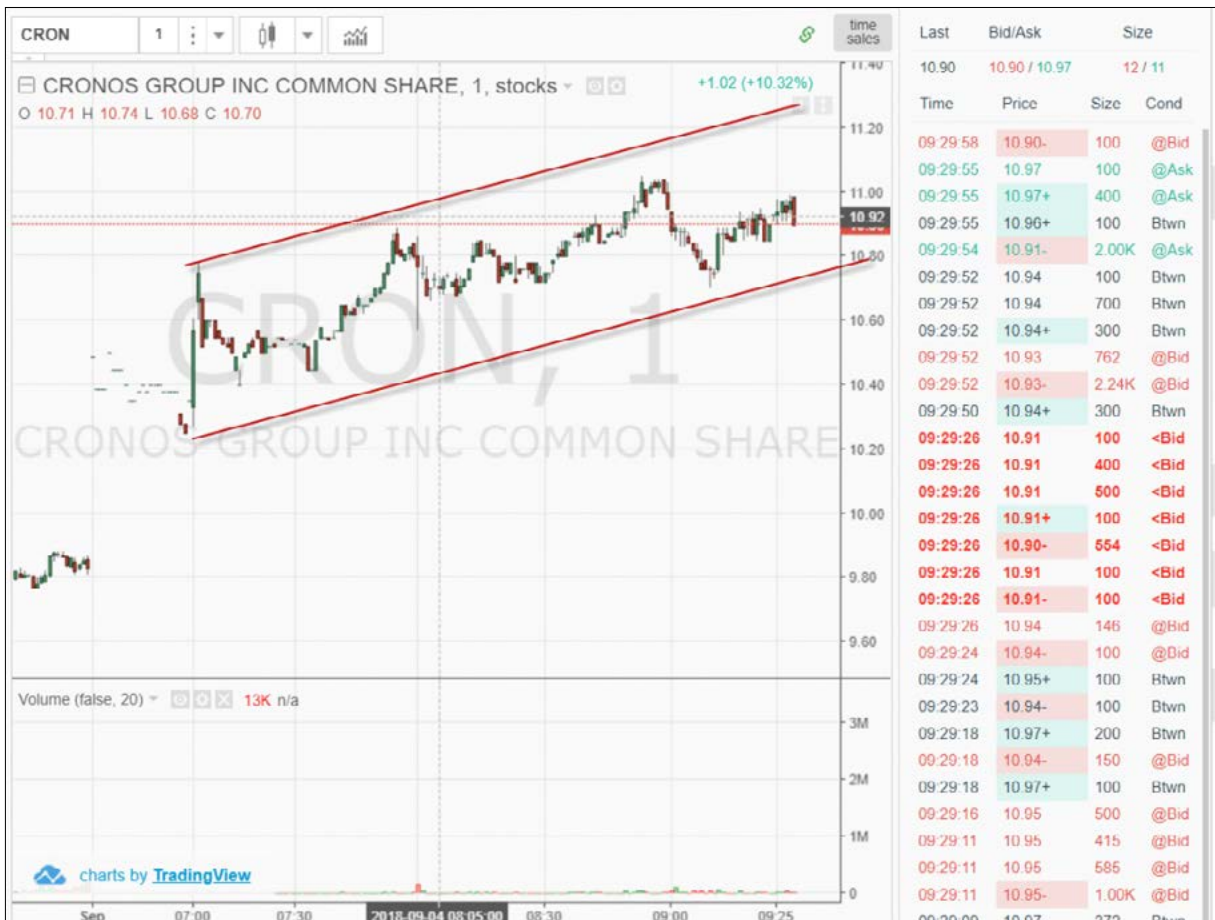 CRON 1 time sales
CRONOS GROUP INC COMMON SHARE, 1, stocks +1.02 (+10.32%)
O 10.71 H 10.74 L 10.68 C 10.70
11.40
11.20
11.00
10.92
10.80
10.60
10.40
10.20
10.00
9.80
9.60
CRON, 1
CRONOS GROUP INC COMMON SHARE
Volume (false, 20) 13K n/a
3M
2M
1M
0
charts by TradingView
Sep 07:00 07:30 2018-09-04 08:05:00 08:30 09:00 09:25
Last Bid/Ask Size
10.90 10.90 / 10.97 12 / 11
Time Price Size Cond
09:29:58 10.90- 100 @Bid
09:29:55 10.97 100 @Ask
09:29:55 10.97+ 400 @Ask
09:29:55 10.96+ 100 Btwn
09:29:54 10.91- 2.00K @Ask
09:29:52 10.94 100 Btwn
09:29:52 10.94 700 Btwn
09:29:52 10.94+ 300 Btwn
09:29:52 10.93 762 @Bid
09:29:52 10.93- 2.24K @Bid
09:29:50 10.94+ 300 Btwn
09:29:26 10.91 100 <Bid
09:29:26 10.91 400 <Bid
09:29:26 10.91 500 <Bid
09:29:26 10.91+ 100 <Bid
09:29:26 10.90- 554 <Bid
09:29:26 10.91 100 <Bid
09:29:26 10.91- 100 <Bid
09:29:26 10.94 146 @Bid
09:29:24 10.94- 100 @Bid
09:29:24 10.95+ 100 Btwn
09:29:23 10.94- 100 Btwn
09:29:18 10.97+ 200 Btwn
09:29:18 10.94- 150 @Bid
09:29:18 10.97+ 100 Btwn
09:29:16 10.95 500 @Bid
09:29:11 10.95 415 @Bid
09:29:11 10.95 585 @Bid
09:29:11 10.95- 1.00K @Bid